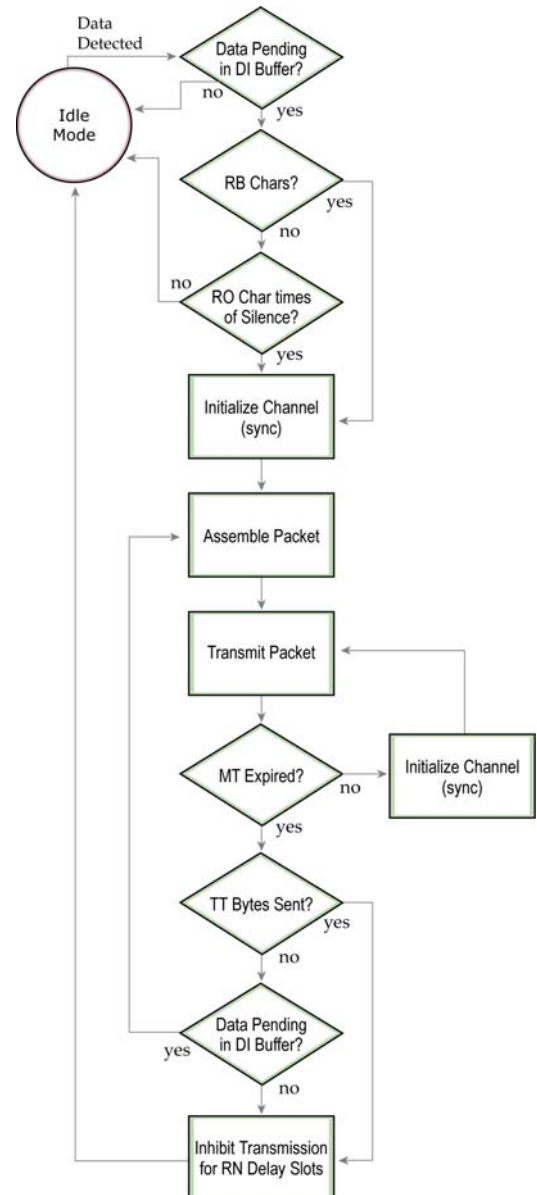 Data
Detected
Data Pending
in DI Buffer?
no
yes
Idle
Mode
RB Chars?
yes
no
no
RO Char times
of Silence?
yes
Initialize Channel
(sync)
Assemble Packet
Transmit Packet
MT Expired?
no
Initialize Channel
(sync)
yes
TT Bytes Sent?
yes
no
Data Pending
in DI Buffer?
yes
no
Inhibit Transmission
for RN Delay Slots